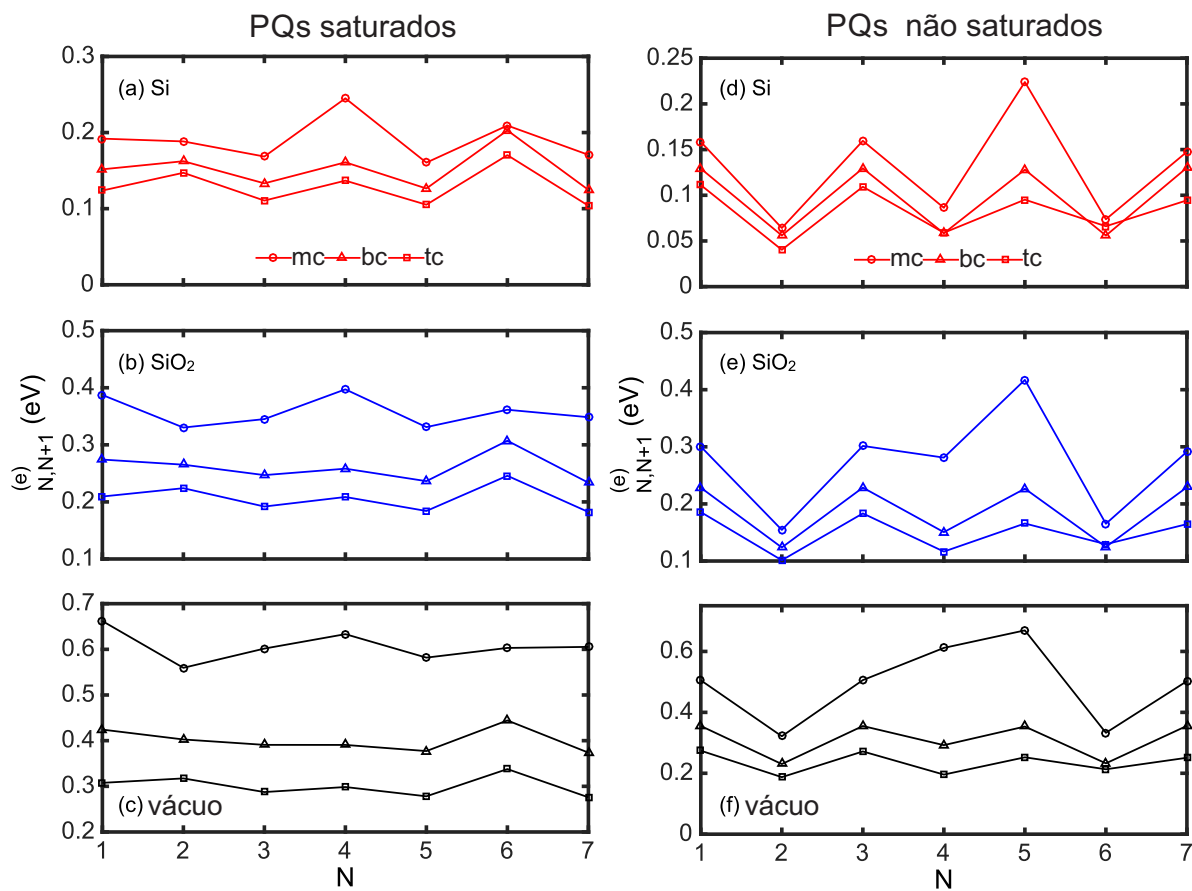 PQs saturados
PQs não saturados
0.3
0.2
0.1
0
(a) Si
mc bc tc
0.25
0.2
0.15
0.1
0.05
0
(d) Si
mc bc tc
0.5
0.4
0.3
0.2
0.1
(b) SiO₂
(e) N,N+1 (eV)
0.5
0.4
0.3
0.2
0.1
(e) SiO₂
(e) N,N+1 (eV)
0.7
0.6
0.5
0.4
0.3
0.2
(c) vácuo
1 2 3 4 5 6 7
N
0.6
0.4
0.2
0
(f) vácuo
1 2 3 4 5 6 7
N